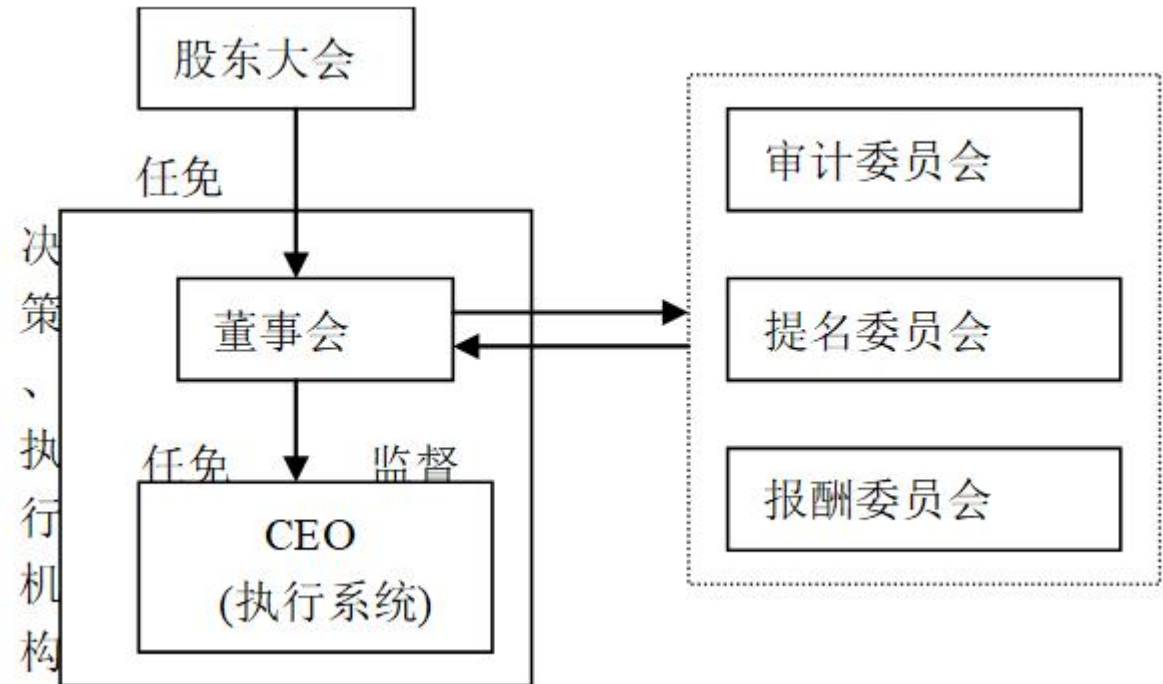 股东大会
任免
决策、执行机构
董事会
任免
监督
CEO
(执行系统)
审计委员会
提名委员会
报酬委员会